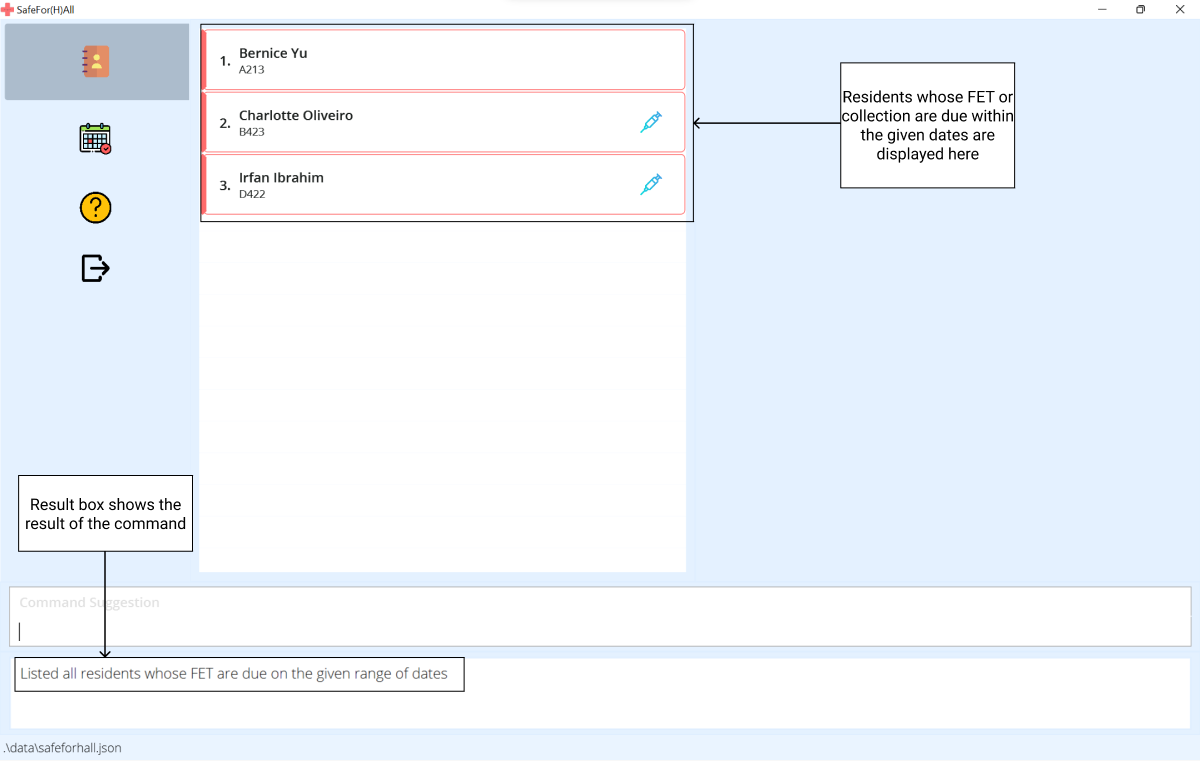 SafeFor(H)All
1.
Bernice Yu
A213
2.
Charlotte Oliveiro
B423
3.
Irfan Ibrahim
D422
Residents whose FET or
collection are due within
the given dates are
displayed here
?
Result box shows the
result of the command
Command Suggestion
Listed all residents whose FET are due on the given range of dates
.\data\safeforhall.json